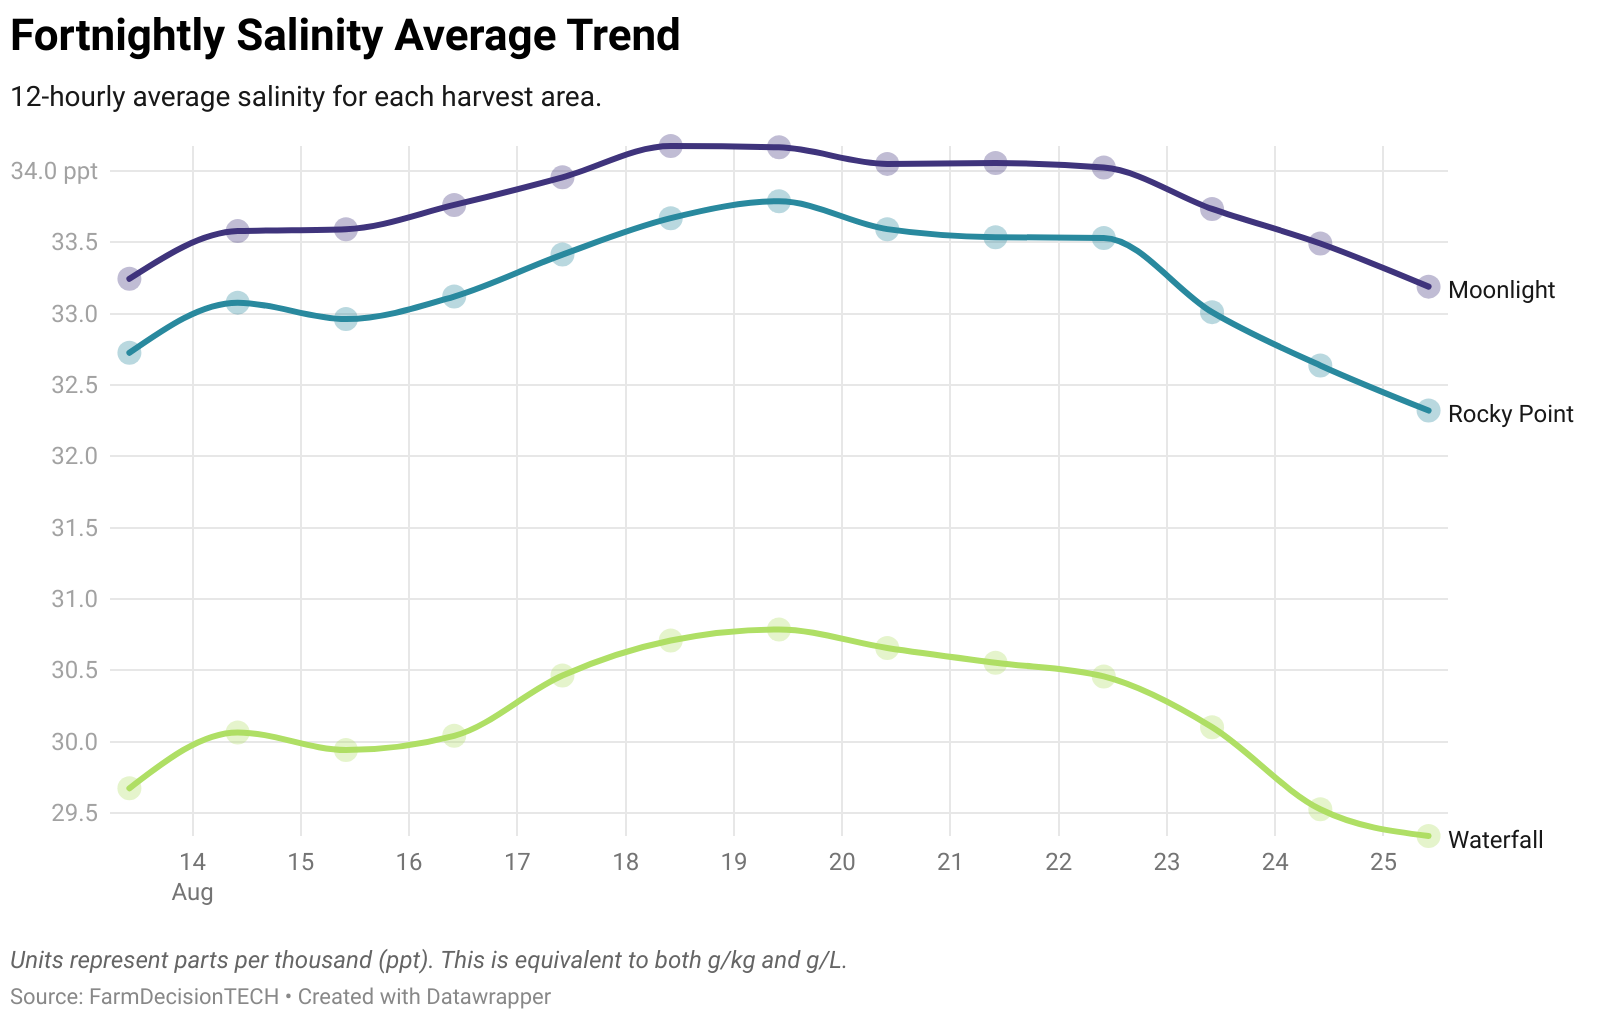 Fortnightly Salinity Average Trend
12-hourly average salinity for each harvest area.
34.0 ppt
33.5
33.0
32.5
32.0
31.5
31.0
30.5
30.0
29.5
Moonlight
Rocky Point
Waterfall
14 15 16 17 18 19 20 21 22 23 24 25
Aug
Units represent parts per thousand (ppt). This is equivalent to both g/kg and g/L.
Source: FarmDecisionTECH • Created with Datawrapper